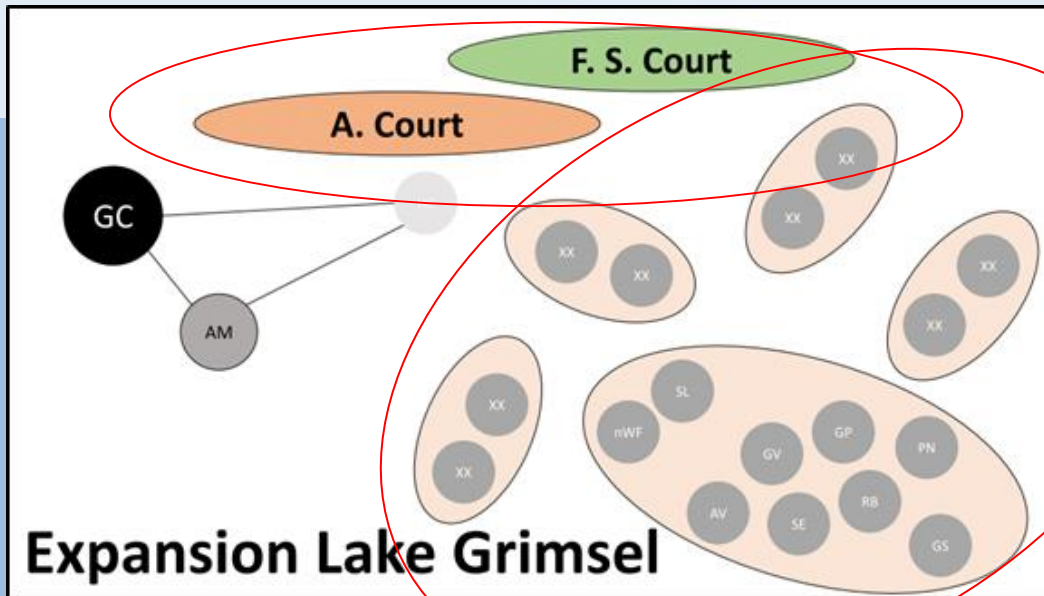 F. S. Court
A. Court
XX
XX
GC
XX
XX
XX
XX
AM
SL
XX
nWF
GP
PN
GV
XX
RB
AV
SE
GS
Expansion Lake Grimsel